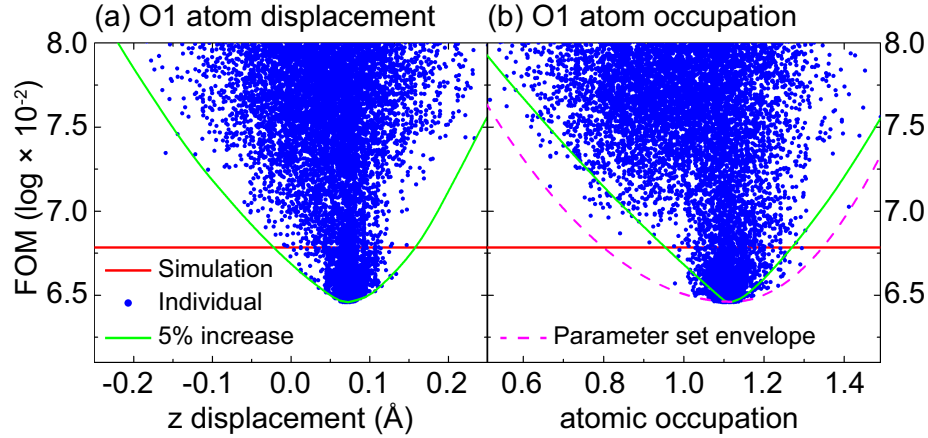 (a) O1 atom displacement
(b) O1 atom occupation
FOM (log × 10-2)
8.0
7.5
7.0
6.5
8.0
7.5
7.0
6.5
Simulation
Individual
5% increase
Parameter set envelope
-0.2 -0.1 0.0 0.1 0.2
0.6 0.8 1.0 1.2 1.4
z displacement (Å)
atomic occupation